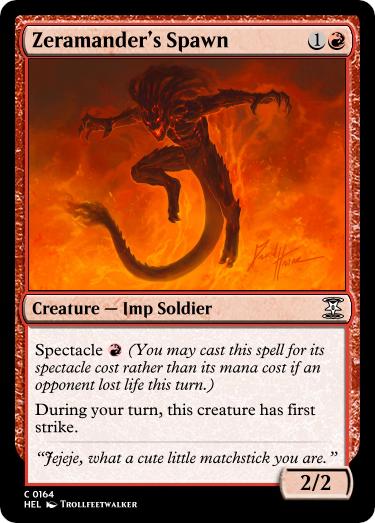 Zeramander's Spawn 1
Creature — Imp Soldier
Spectacle (You may cast this spell for its
spectacle cost rather than its mana cost if an
opponent lost life this turn.)
During your turn, this creature has first
strike.
“Jejeje, what a cute little matchstick you are.”
2/2
C 0164
HEL Trollfeetwalker